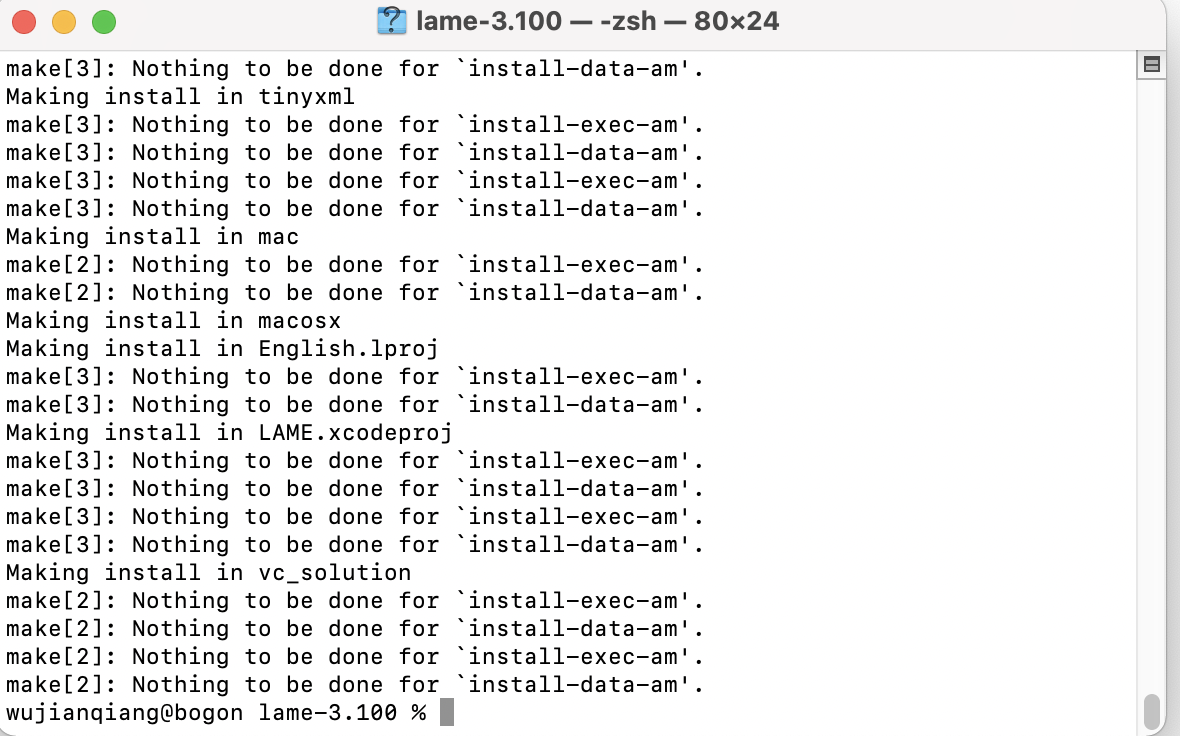 lame-3.100 — -zsh — 80×24
make[3]: Nothing to be done for `install-data-am'.
Making install in tinyxml
make[3]: Nothing to be done for `install-exec-am'.
make[3]: Nothing to be done for `install-data-am'.
make[3]: Nothing to be done for `install-exec-am'.
make[3]: Nothing to be done for `install-data-am'.
Making install in mac
make[2]: Nothing to be done for `install-exec-am'.
make[2]: Nothing to be done for `install-data-am'.
Making install in macosx
Making install in English.lproj
make[3]: Nothing to be done for `install-exec-am'.
make[3]: Nothing to be done for `install-data-am'.
Making install in LAME.xcodeproj
make[3]: Nothing to be done for `install-exec-am'.
make[3]: Nothing to be done for `install-data-am'.
make[3]: Nothing to be done for `install-exec-am'.
make[3]: Nothing to be done for `install-data-am'.
Making install in vc_solution
make[2]: Nothing to be done for `install-exec-am'.
make[2]: Nothing to be done for `install-data-am'.
make[2]: Nothing to be done for `install-exec-am'.
make[2]: Nothing to be done for `install-data-am'.
wujianqiang@bogon lame-3.100 %